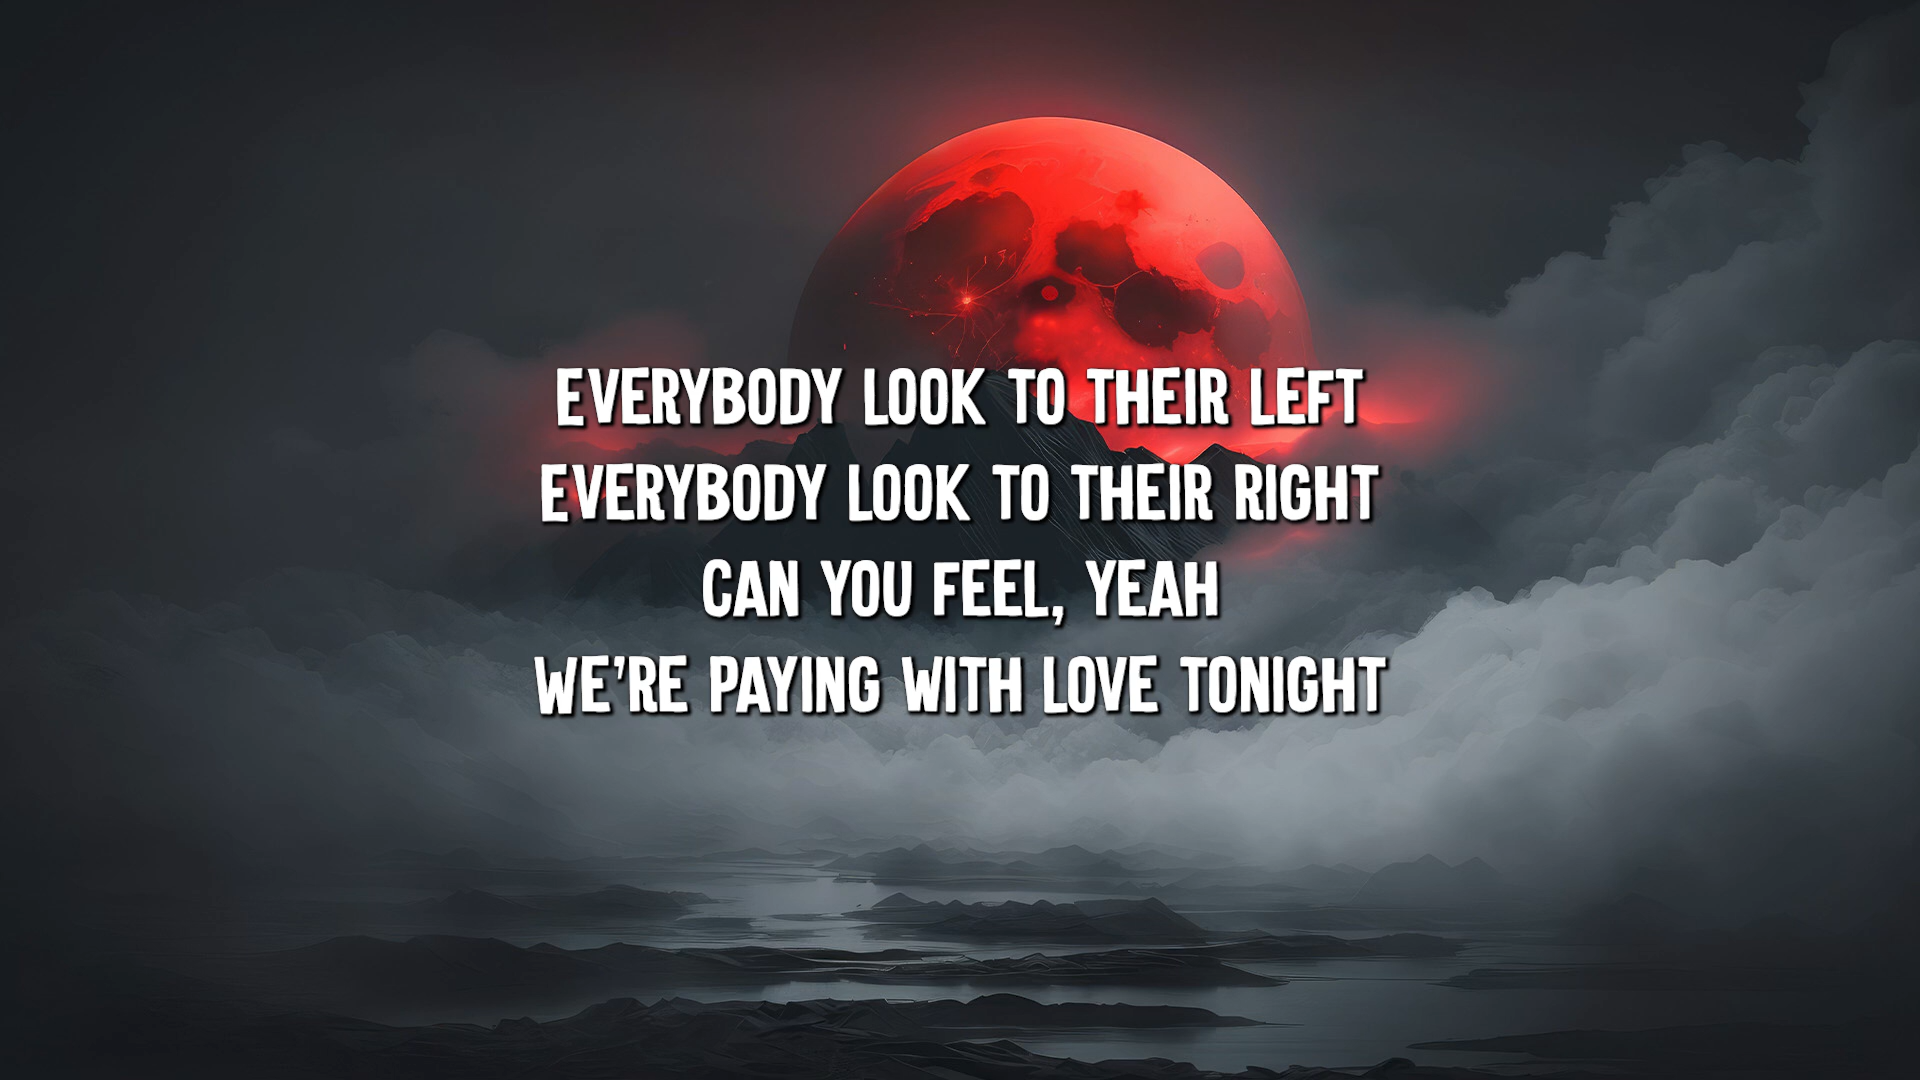 EVERYBODY LOOK TO THEIR LEFT
EVERYBODY LOOK TO THEIR RIGHT
CAN YOU FEEL, YEAH
WE'RE PAYING WITH LOVE TONIGHT